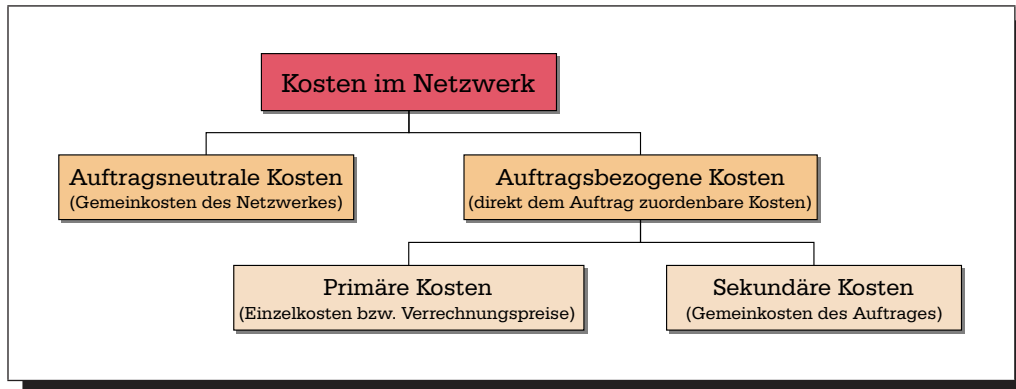 Kosten im Netzwerk
Auftragsneutrale Kosten
(Gemeinkosten des Netzwerkes)
Auftragsbezogene Kosten
(direkt dem Auftrag zuordenbare Kosten)
Primäre Kosten
(Einzelkosten bzw. Verrechnungspreise)
Sekundäre Kosten
(Gemeinkosten des Auftrages)